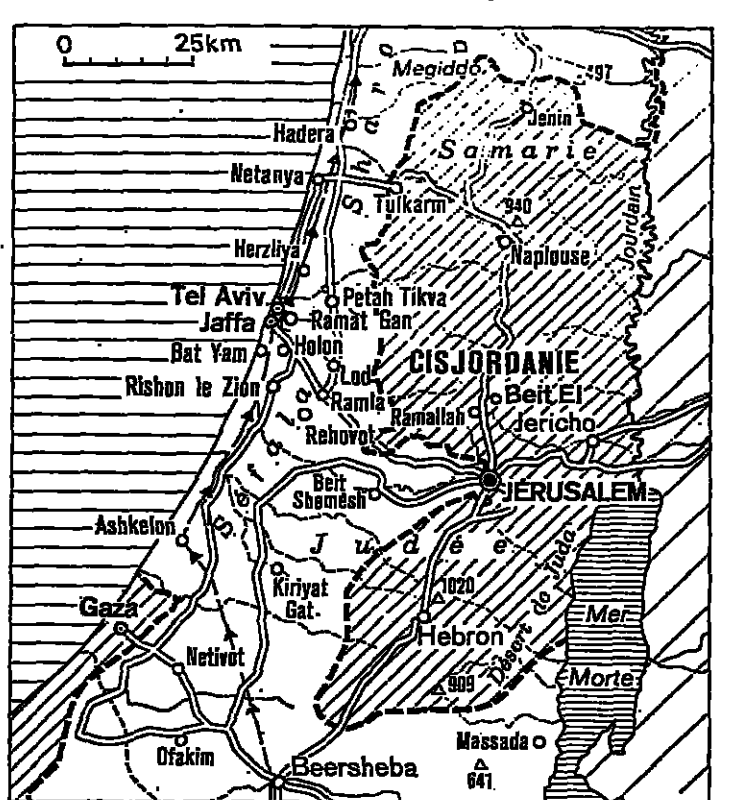 0 25km
Megiddo
497
Jenin
Hadera
Samarie
Shdro
Netanya
Tulkarm
940
Jourdain
Naplouse
Herzliya
Tel Aviv
Petah Tikva
Jaffa
Ramat Gan
Bat Yam
Holon
CISJORDANIE
Lod
Rishon le Zion
Ramla
Beit El
Ramallah
Jericho
Rehovot
Sofela
Beit
Shemesh
JERUSALEM
Ashkelon
Judée
Désert de Juda
Kiriyat
Gat
1020
Gaza
Mer
Hebron
Netivot
909
Morte
Massada
Ofakim
641
Beersheba